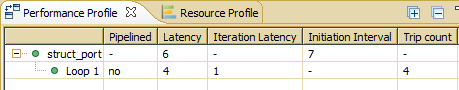 Performance Profile Resource Profile
Pipelined Latency Iteration Latency Initiation Interval Trip count
struct_port - 6 - 7 -
Loop 1 no 4 1 - 4